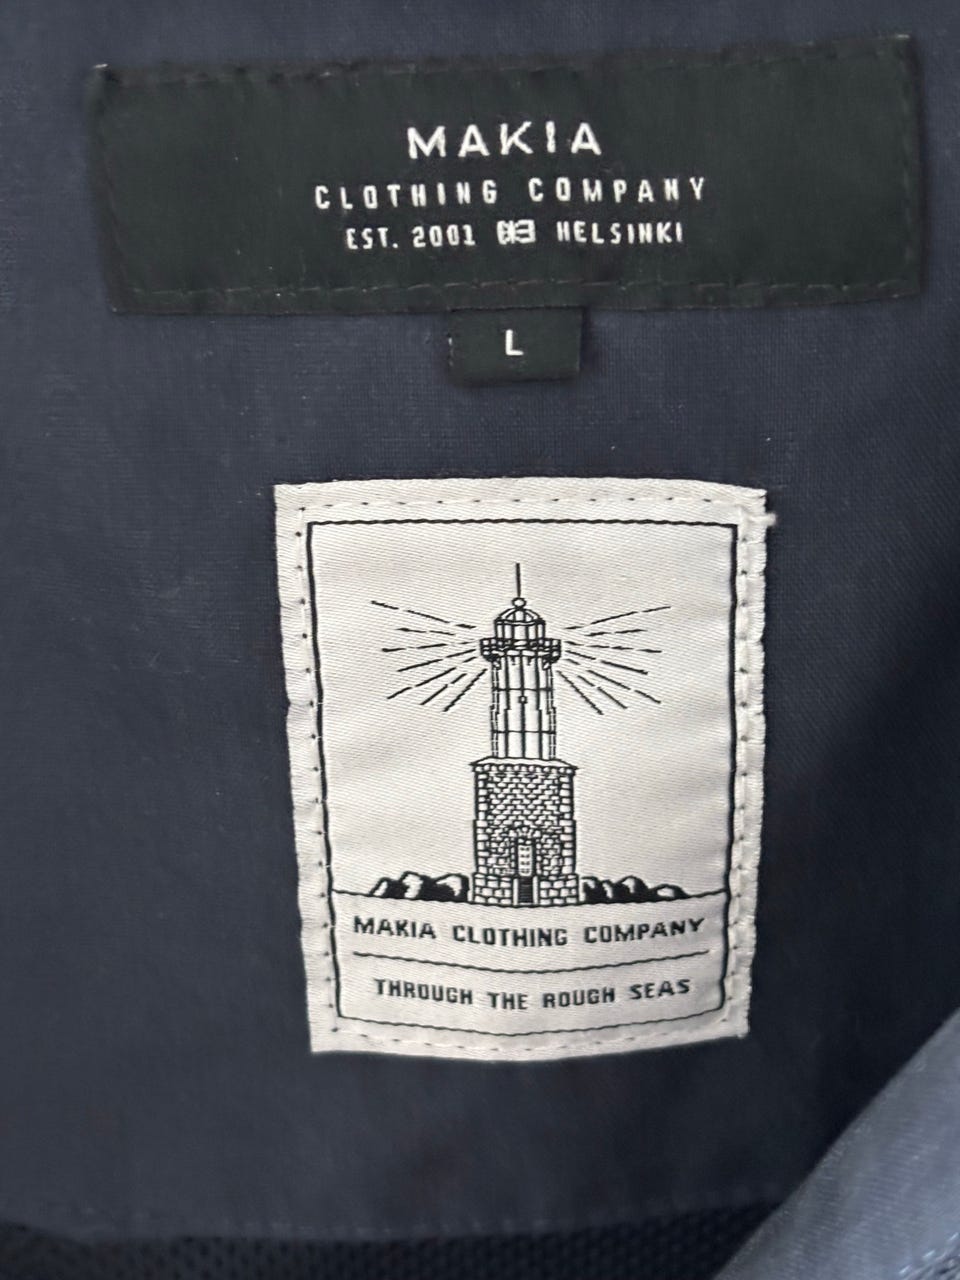 MAKIA
CLOTHING COMPANY
EST. 2001 HELSINKI
L
MAKIA CLOTHING COMPANY
THROUGH THE ROUGH SEAS